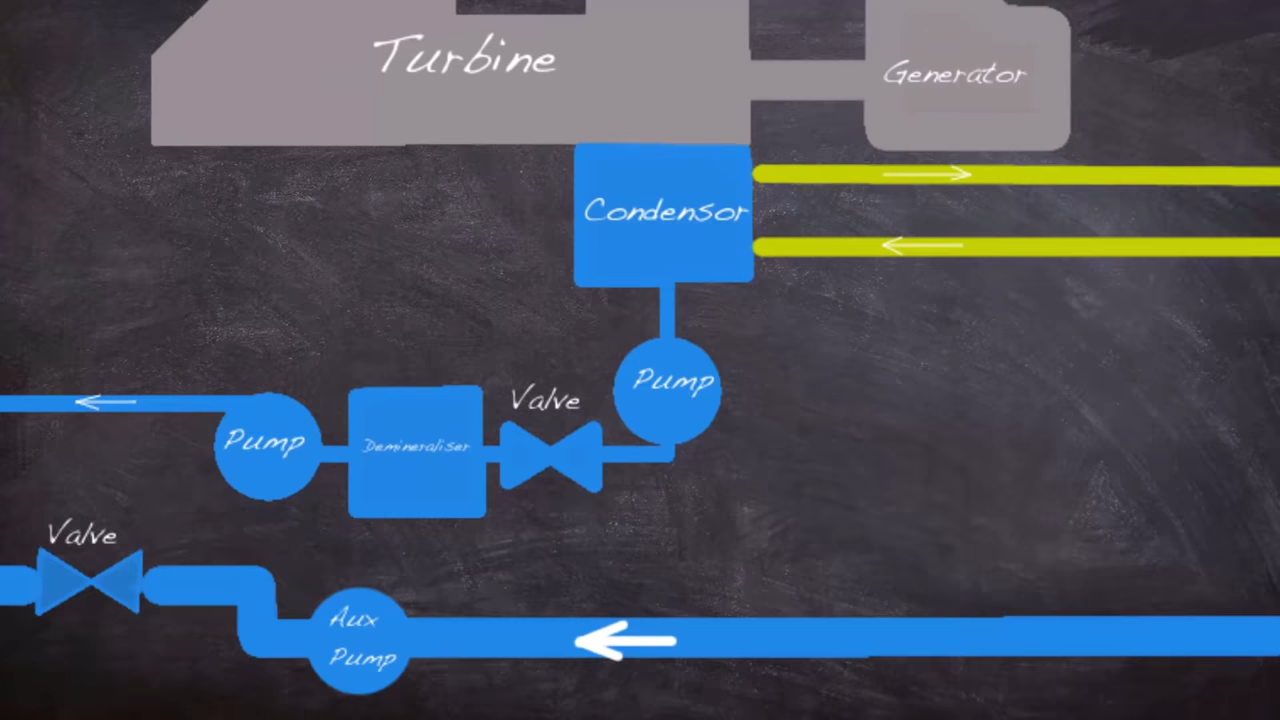 Turbine
Generator
Condensor
Pump
Valve
Demineraliser
Pump
Valve
Aux
Pump